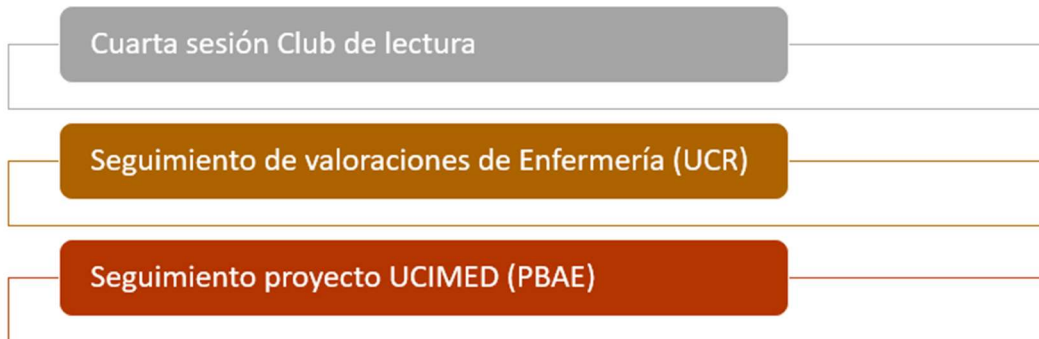 Cuarta sesión Club de lectura
Seguimiento de valoraciones de Enfermería (UCR)
Seguimiento proyecto UCIMED (PBAE)